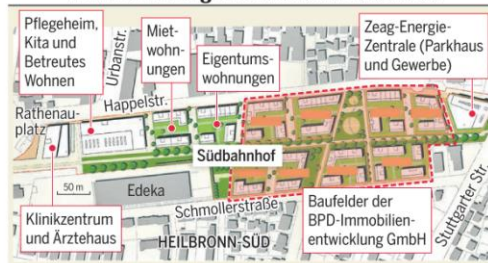 Pflegeheim,
Kita und
Betreutes
Wohnen
Urbanstr.
Miet-
wohn-
ungen
Eigentums-
wohnungen
Zeag-Energie-
Zentrale (Parkhaus
und Gewerbe)
Happelstr.
Rathenau-
platz
Südbahnhof
50 m
Edeka
Schmollerstraße
Klinikzentrum
und Ärztehaus
HEILBRONN-SÜD
Baufelder der
BPD-Immobilien-
entwicklung GmbH
Stuttgarter Str.